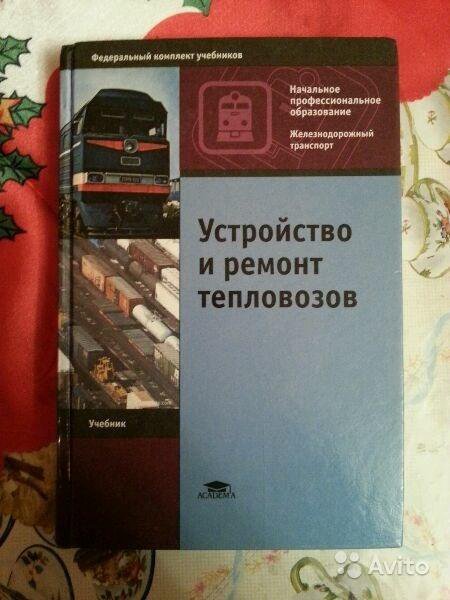 Федеральный комплект учебников
Начальное
профессиональное
образование
Железнодорожный
транспорт
Устройство
и ремонт
тепловозов
Учебник
ACADEMA
Avito